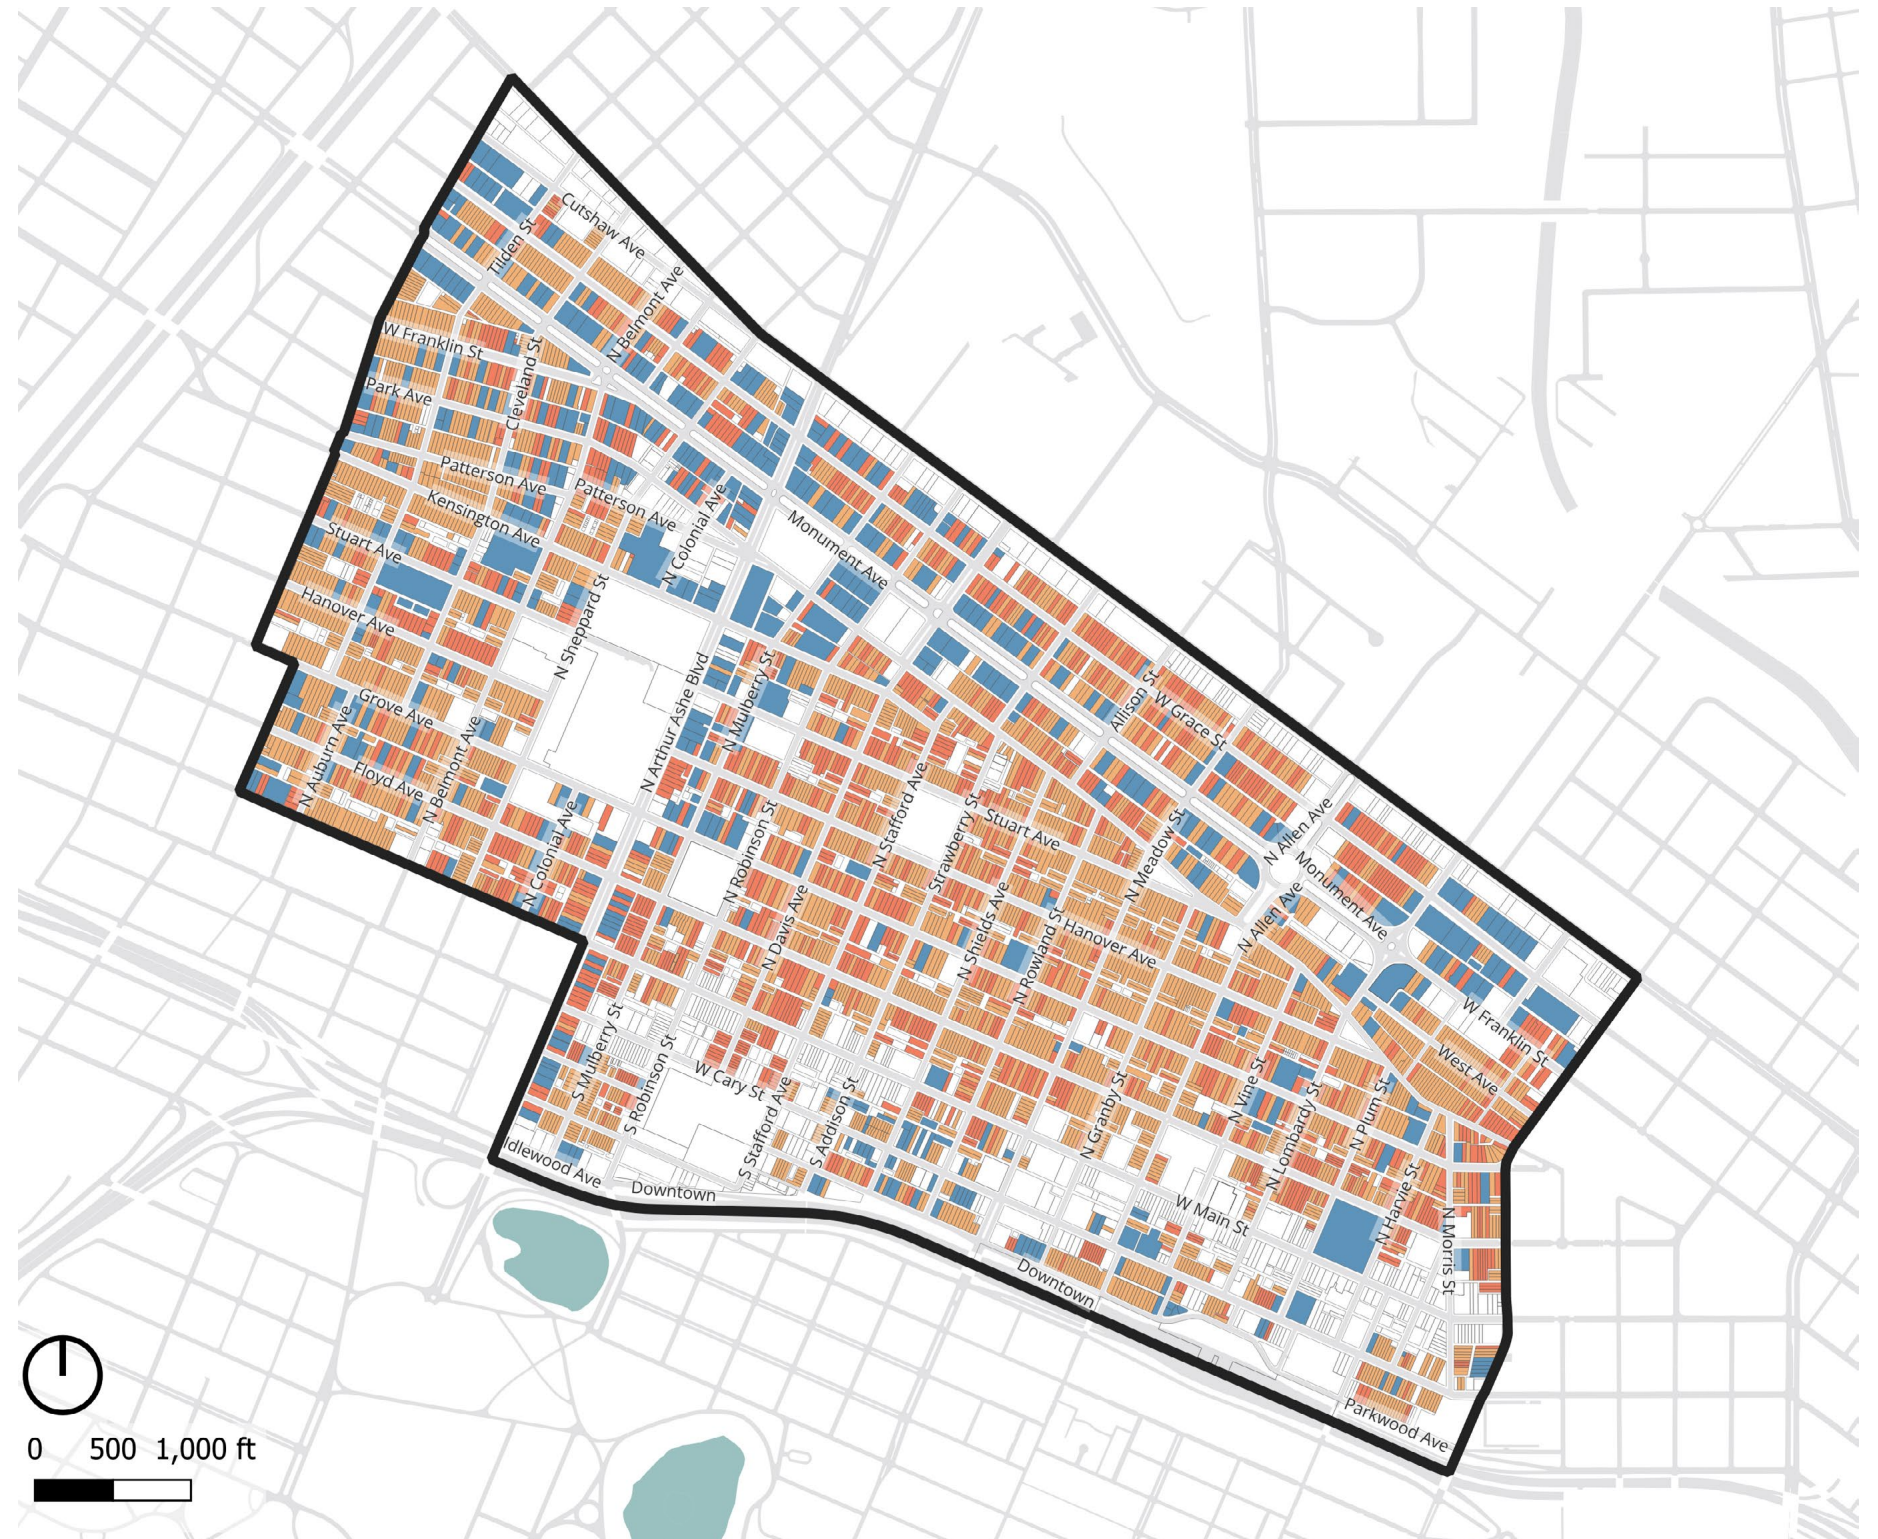 Cutshaw Ave
Tilden St
N Belmont Ave
W Franklin St
Cleveland St
Park Ave
Patterson Ave
Patterson Ave
Kensington Ave
N Colonial Ave
Monument Ave
Stuart Ave
Hanover Ave
N Sheppard St
N Arthur Ashe Blvd
N Mulberry St
Allison St
W Grace St
Grove Ave
N Auburn Ave
N Belmont Ave
Floyd Ave
N Colonial Ave
N Robinson St
N Stafford Ave
Strawberry St
Stuart Ave
N Meadow St
N Allen Ave
Monument Ave
N Davis Ave
N Shields Ave
N Rowland St
Hanover Ave
N Allen Ave
W Franklin St
West Ave
S Mulberry St
S Robinson St
W Cary St
S Stafford Ave
S Addison St
N Granby St
N Vine St
N Lombardy St
N Plum St
N Harvie St
N Morris St
W Main St
Idlewood Ave
Downtown
Downtown
Parkwood Ave
0 500 1,000 ft